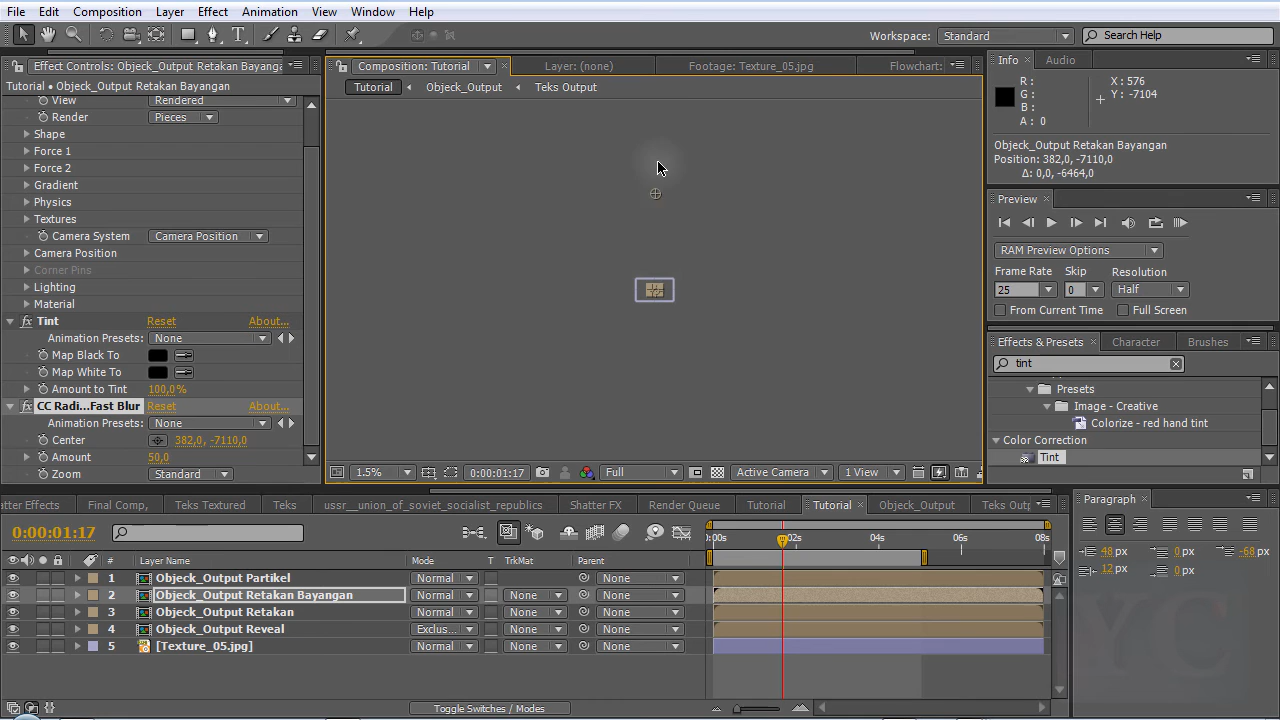 File Edit Composition Layer Effect Animation View Window Help
Workspace: Standard Search Help
Effect Controls: Objeck_Output Retakan Bayanga
Composition: Tutorial Layer: (none) Footage: Texture_05.jpg Flowchart:
Info Audio
Tutorial • Objeck_Output Retakan Bayangan
Tutorial Objeck_Output Teks Output
R : X : 576
G : Y : -7104
B :
A : 0
View Rendered
Render Pieces
Shape
Force 1
Force 2
Gradient
Physics
Textures
Camera System Camera Position
Camera Position
Corner Pins
Lighting
Material
fx Tint Reset About...
Animation Presets: None
Map Black To
Map White To
Amount to Tint 100,0%
fx CC Radi...Fast Blur Reset About...
Animation Presets: None
Center 382,0, -7110,0
Amount 50,0
Zoom Standard
Objeck_Output Retakan Bayangan
Position: 382,0, -7110,0
Δ: 0,0, -6464,0
Preview
RAM Preview Options
Frame Rate Skip Resolution
25 0 Half
From Current Time Full Screen
Effects & Presets Character Brushes
tint
Presets
Image - Creative
Colorize - red hand tint
Color Correction
Tint
1.5% 0:00:01:17 Full Active Camera 1 View
tter Effects Final Comp, Teks Textured ussr__union_of_soviet_socialist_republics Shatter FX Render Queue Tutorial Tutorial Objeck_Output Teks Outp
Paragraph
0:00:01:17
:00s 02s 04s 06s 08s
# Layer Name Mode T TrkMat Parent
1 Objeck_Output Partikel Normal None
2 Objeck_Output Retakan Bayangan Normal None None
3 Objeck_Output Retakan Normal None None
4 Objeck_Output Reveal Exclus... None None
5 [Texture_05.jpg] Normal None None
Toggle Switches / Modes
48 px 0 px -68 px
12 px 0 px
YC